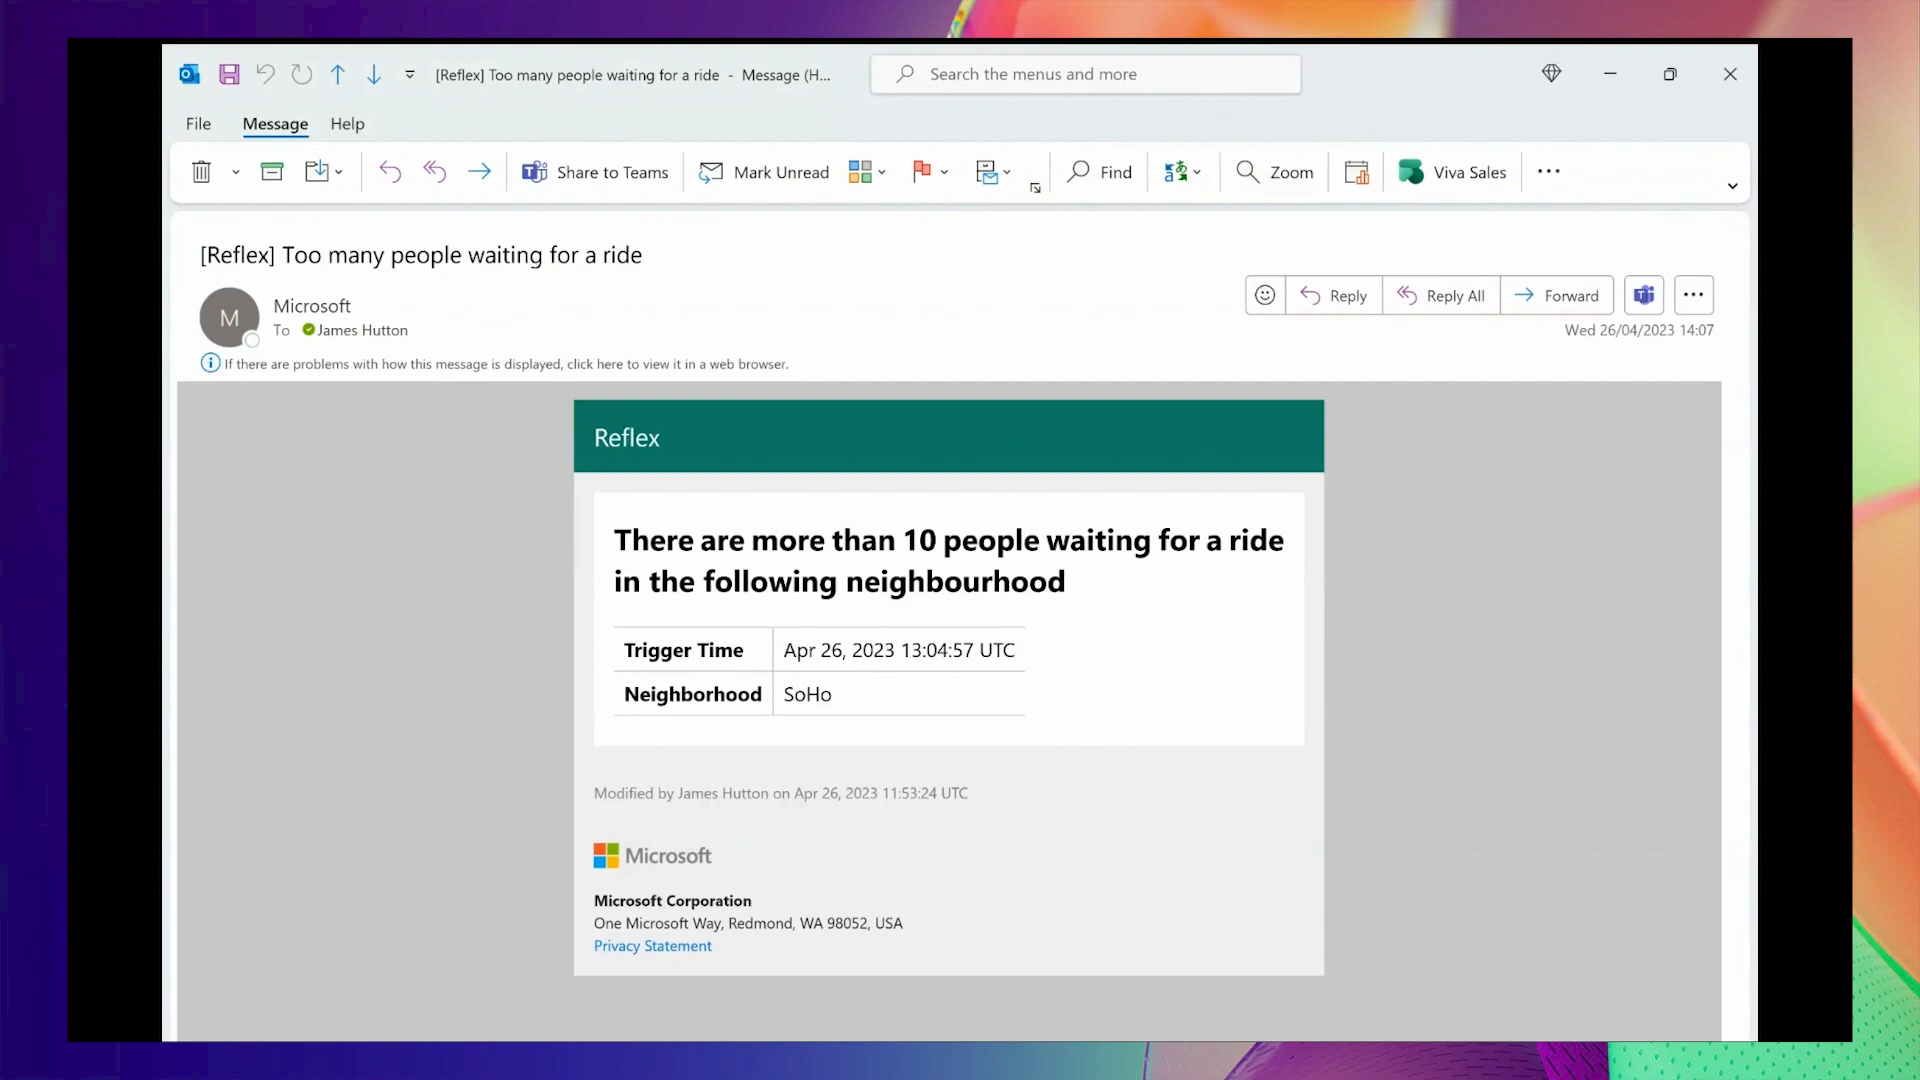 [Reflex] Too many people waiting for a ride - Message (H...
Search the menus and more
File Message Help
Share to Teams Mark Unread Find Zoom Viva Sales
[Reflex] Too many people waiting for a ride
M
Microsoft
To James Hutton
Reply Reply All Forward
Wed 26/04/2023 14:07
If there are problems with how this message is displayed, click here to view it in a web browser.
Reflex
There are more than 10 people waiting for a ride
in the following neighbourhood
Trigger Time Apr 26, 2023 13:04:57 UTC
Neighborhood SoHo
Modified by James Hutton on Apr 26, 2023 11:53:24 UTC
Microsoft
Microsoft Corporation
One Microsoft Way, Redmond, WA 98052, USA
Privacy Statement